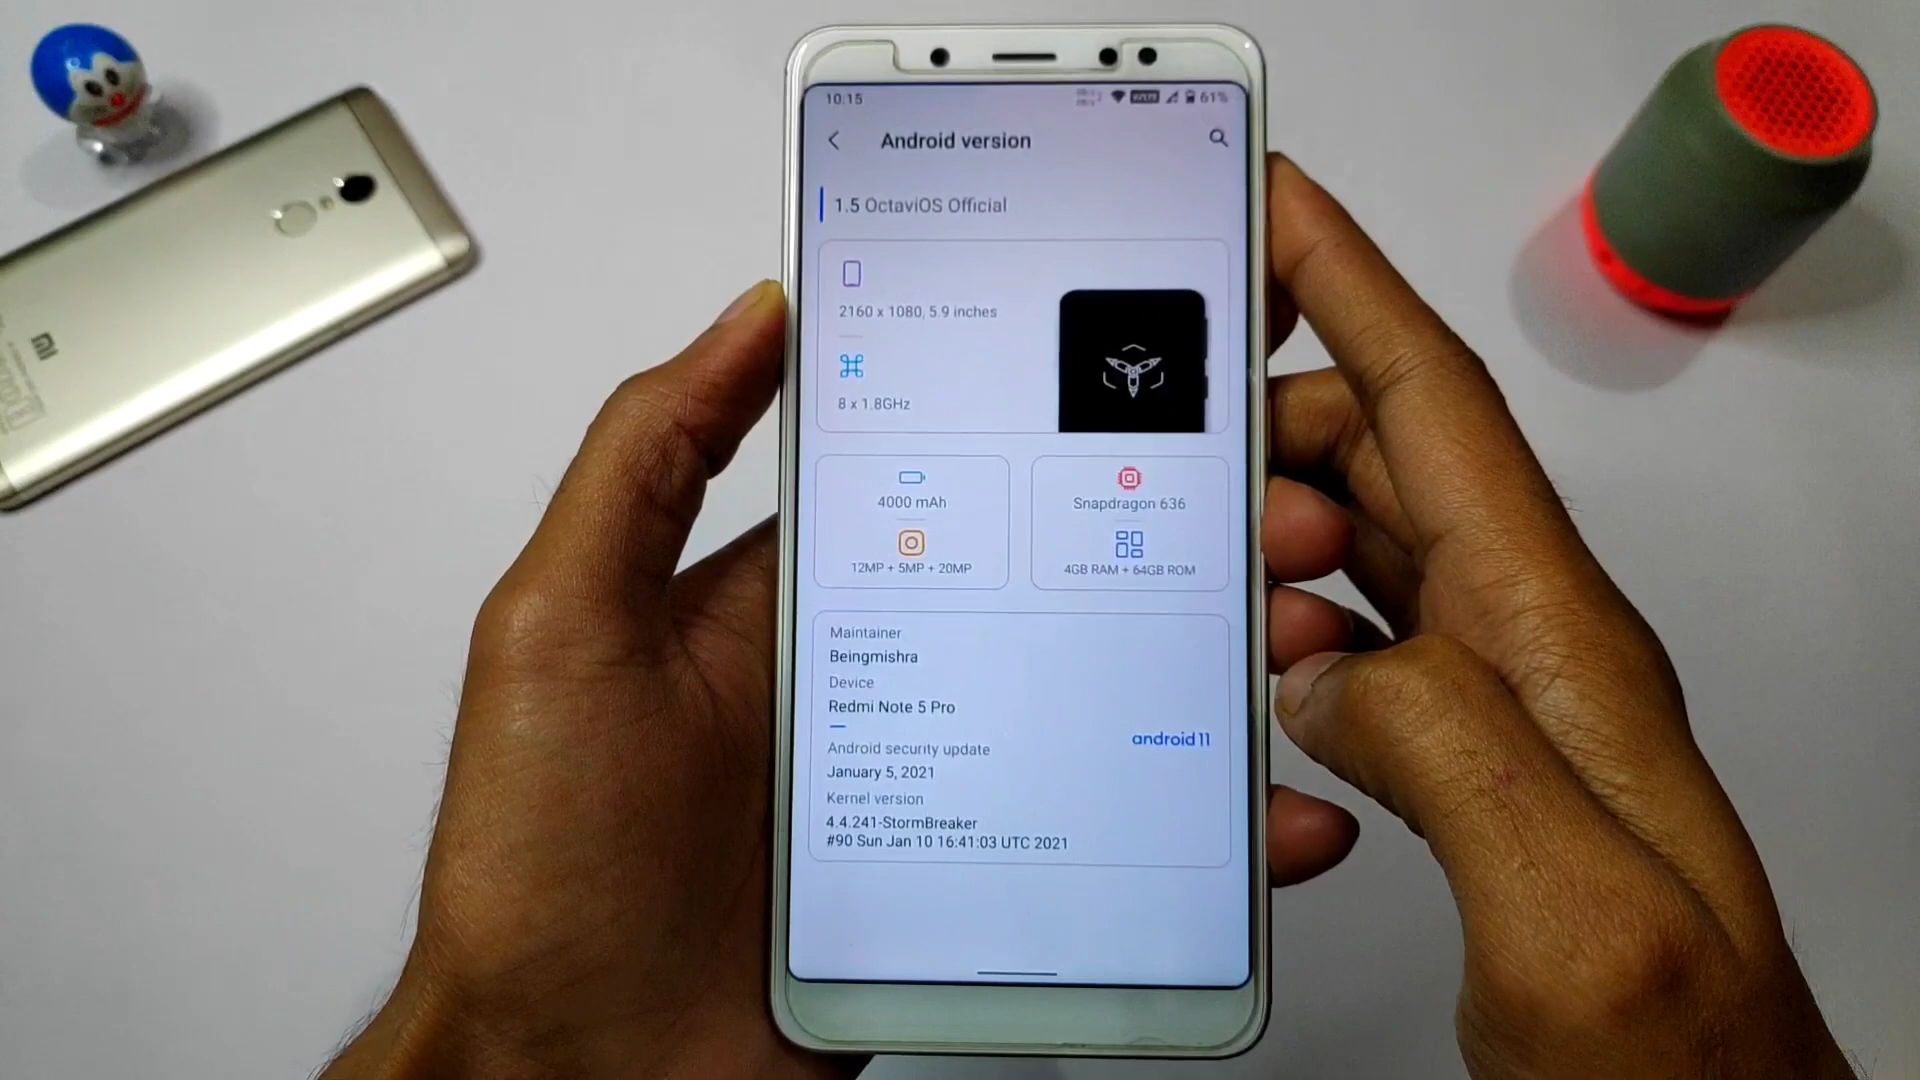 10:15
61%
Android version
1.5 OctaviOS Official
2160 x 1080, 5.9 inches
8 x 1.8GHz
4000 mAh
12MP + 5MP + 20MP
Snapdragon 636
4GB RAM + 64GB ROM
Maintainer
Beingmishra
Device
Redmi Note 5 Pro
Android security update
January 5, 2021
android11
Kernel version
4.4.241-StormBreaker
#90 Sun Jan 10 16:41:03 UTC 2021
mi